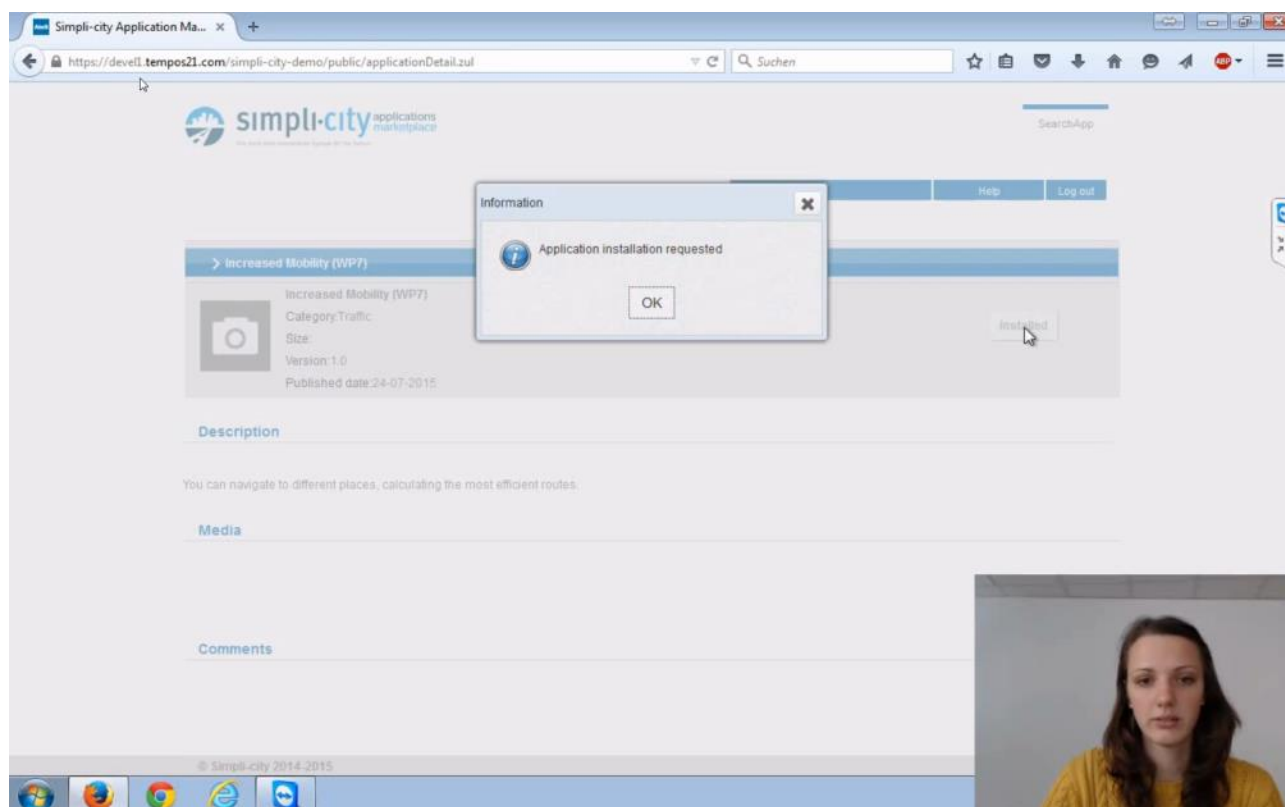 Simpli-city Application Ma...
https://devel1.tempos21.com/simpli-city-demo/public/applicationDetail.zul
Suchen
ABP
simpli-city applications marketplace
SearchApp
Help
Log out
Information
Application installation requested
OK
Increased Mobility (WP7)
Increased Mobility (WP7)
Category:Traffic
Size:
Version:1.0
Published date:24-07-2015
Installed
Description
You can navigate to different places, calculating the most efficient routes.
Media
Comments
© Simpli-city 2014-2015